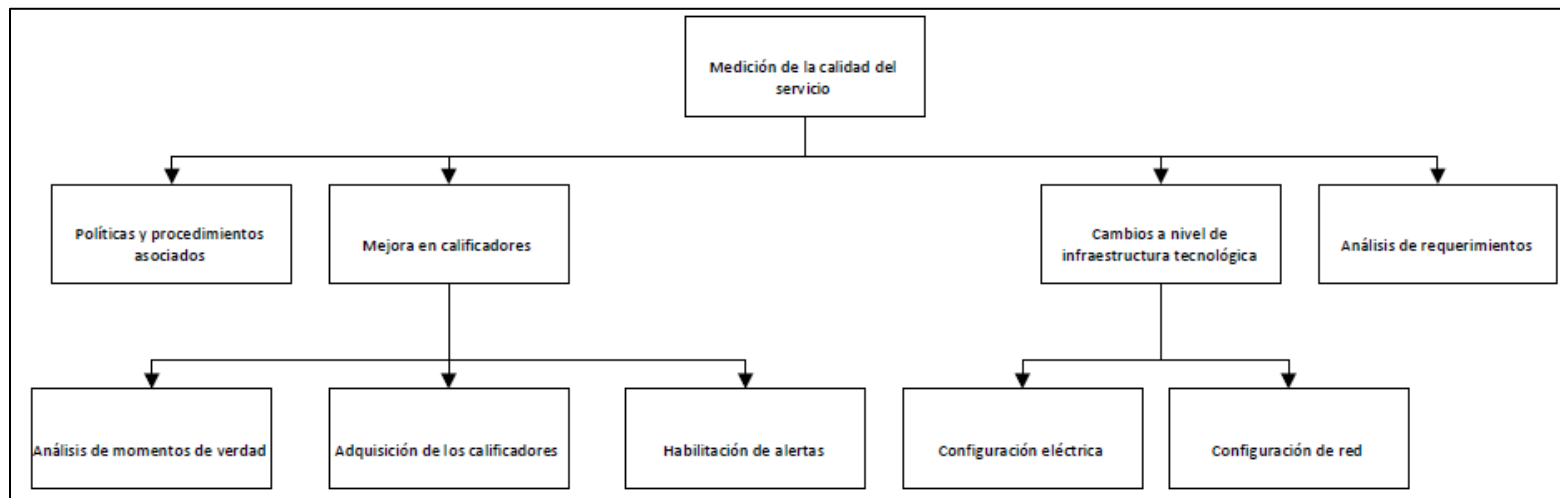 Medición de la calidad del
servicio
Políticas y procedimientos
asociados
Mejora en calificadores
Cambios a nivel de
infraestructura tecnológica
Análisis de requerimientos
Análisis de momentos de verdad
Adquisición de los calificadores
Habilitación de alertas
Configuración eléctrica
Configuración de red